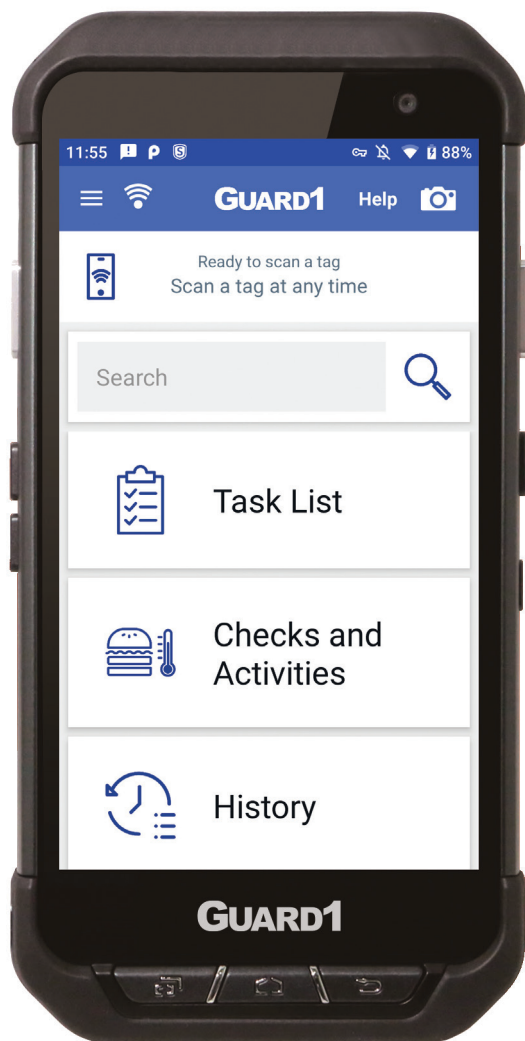 11:55 88%
GUARD1 Help
Ready to scan a tag
Scan a tag at any time
Search
Task List
Checks and
Activities
History
GUARD1